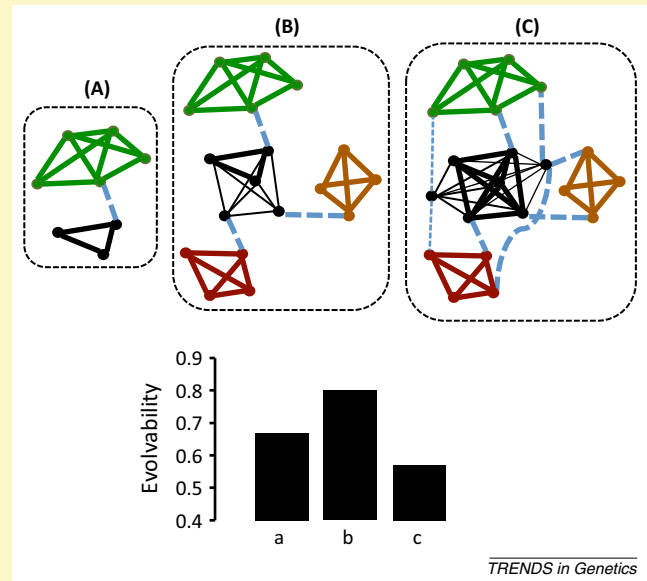 (A)
(B)
(C)
Evolvability
0.9
0.8
0.7
0.6
0.5
0.4
a b c
TRENDS in Genetics